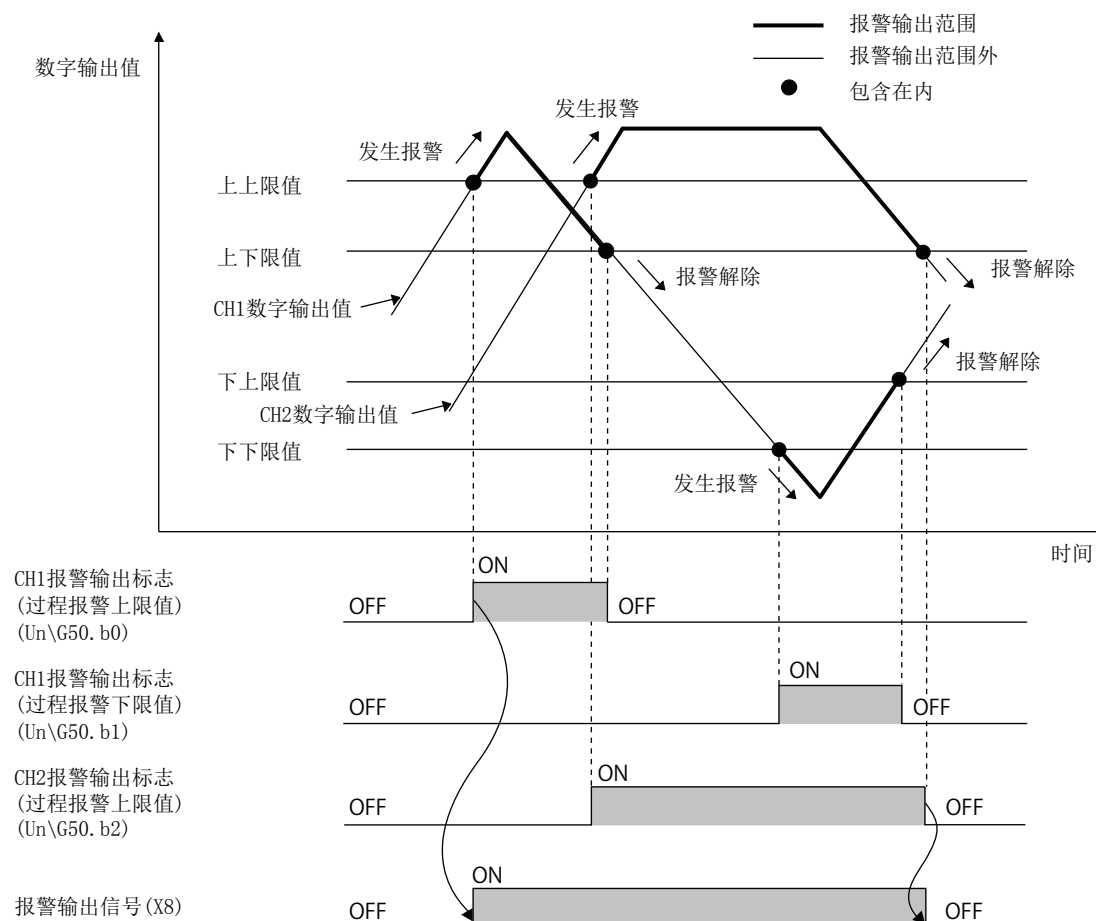 报警输出范围
报警输出范围外
包含在内
数字输出值
发生报警
发生报警
上上限值
上下限值
报警解除
报警解除
CH1数字输出值
下上限值
报警解除
CH2数字输出值
下下限值
发生报警
时间
CH1报警输出标志
(过程报警上限值)
(Un\G50.b0)
OFF
ON
OFF
CH1报警输出标志
(过程报警下限值)
(Un\G50.b1)
OFF
ON
OFF
CH2报警输出标志
(过程报警上限值)
(Un\G50.b2)
OFF
ON
OFF
报警输出信号(X8)
OFF
ON
OFF